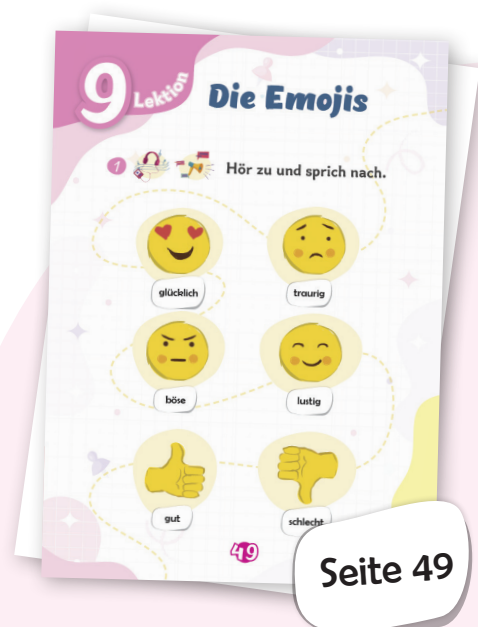 9 Lektion
Die Emojis
1 Hör zu und sprich nach.
glücklich traurig
böse lustig
gut schlecht
49
Seite 49